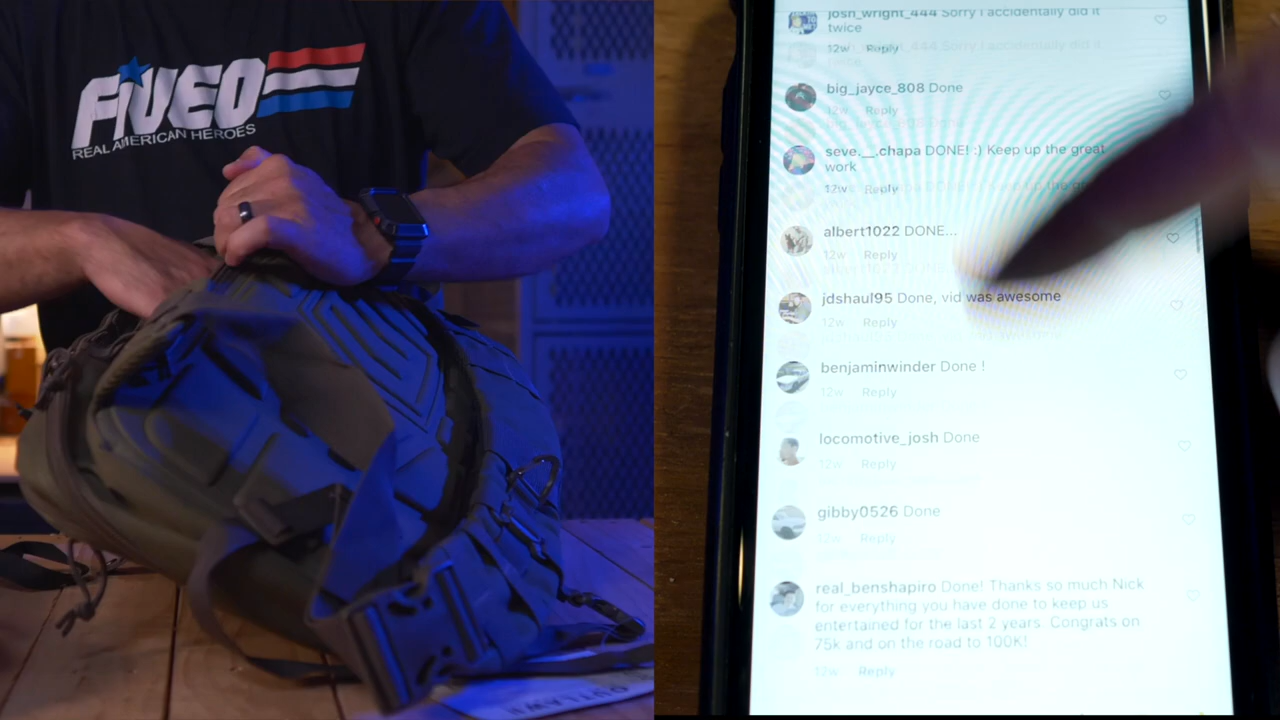 FIVEO
REAL AMERICAN HEROES
OUTLAW
josh_wright_444 Sorry I accidentally did it
twice
12w Reply
big_jayce_808 Done
12w Reply
seve.__.chapa DONE! :) Keep up the great
work
12w Reply
albert1022 DONE...
12w Reply
jdshaul95 Done, vid was awesome
12w Reply
benjaminwinder Done !
12w Reply
locomotive_josh Done
12w Reply
gibby0526 Done
12w Reply
real_benshapiro Done! Thanks so much Nick
for everything you have done to keep us
entertained for the last 2 years. Congrats on
75k and on the road to 100K!
12w Reply